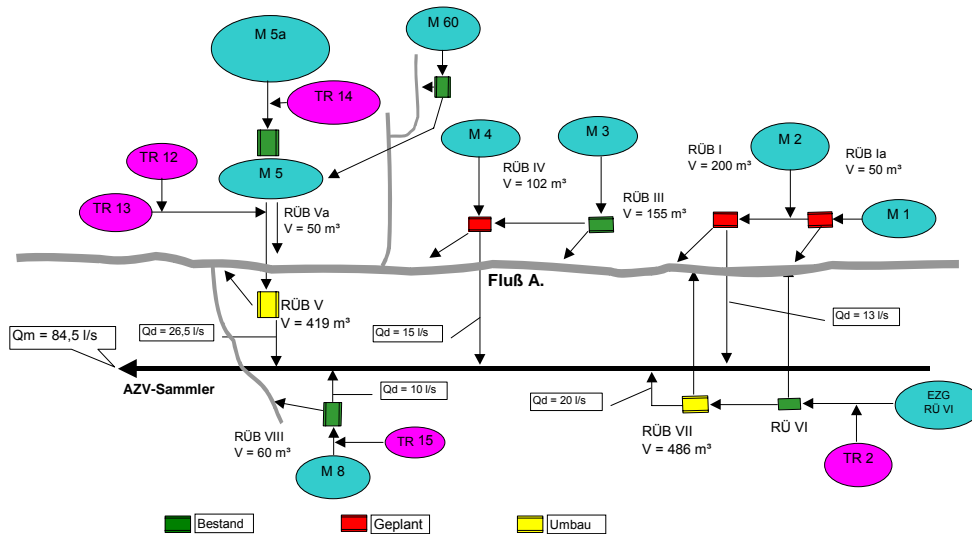 M 5a
M 60
TR 14
M 4
M 3
M 2
RÜB I
V = 200 m³
RÜB Ia
V = 50 m³
TR 12
M 5
RÜB IV
V = 102 m³
RÜB III
V = 155 m³
M 1
TR 13
RÜB Va
V = 50 m³
Fluß A.
RÜB V
V = 419 m³
Qd = 26,5 l/s
Qd = 15 l/s
Qd = 13 l/s
Qm = 84,5 l/s
AZV-Sammler
Qd = 10 l/s
Qd = 20 l/s
EZG
RÜ VI
RÜB VIII
V = 60 m³
TR 15
RÜB VII
V = 486 m³
RÜ VI
TR 2
M 8
Bestand
Geplant
Umbau